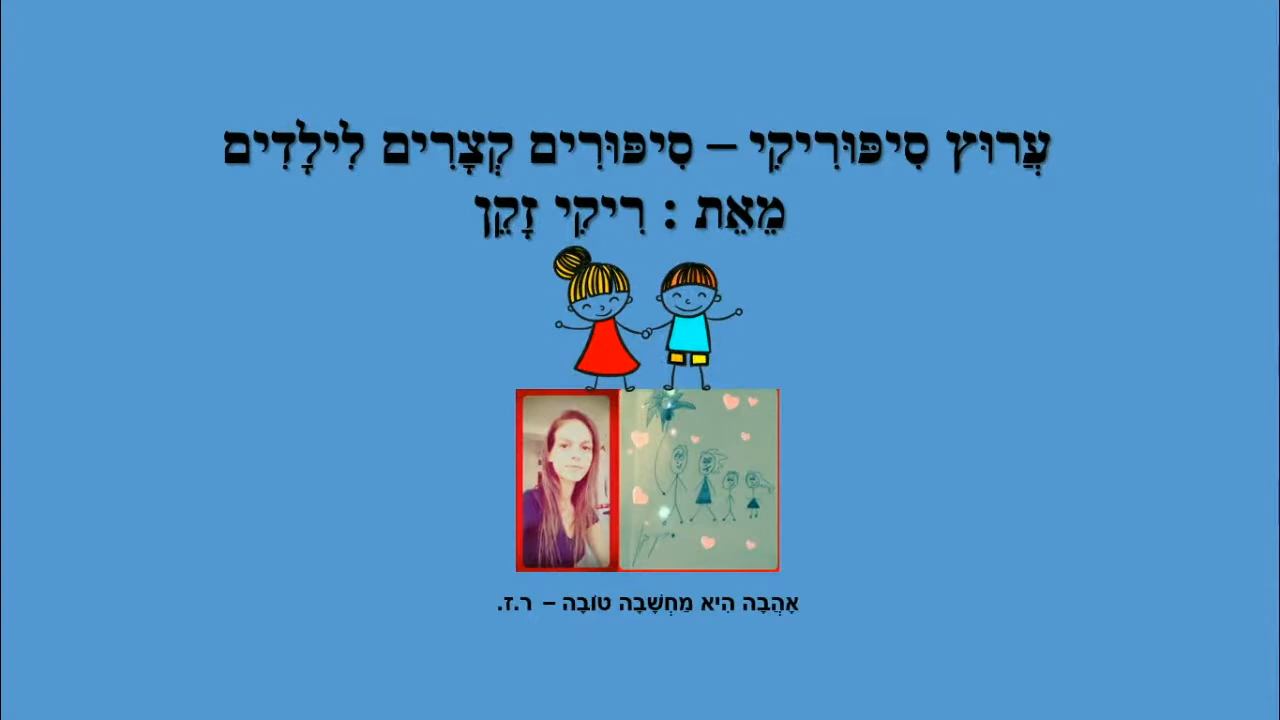 עֲרוּץ סִיפּוּרִיקִי – סִיפּוּרִים קְצָרִים לִילָדִים
מֵאֵת : רִיקִי זָקֵן
אַהֲבָה הִיא מַחְשָׁבָה טוֹבָה – ר.ז.